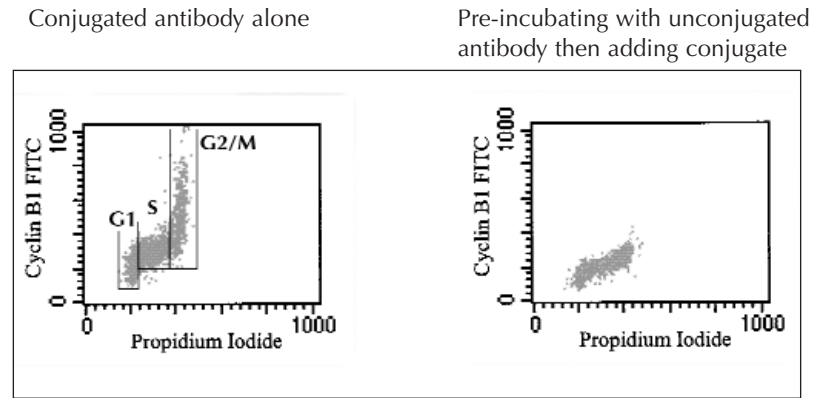 Conjugated antibody alone
Pre-incubating with unconjugated
antibody then adding conjugate
1000
Cyclin B1 FITC
0
G1
S
G2/M
0
1000
Propidium Iodide
1000
Cyclin B1 FITC
0
0
1000
Propidium Iodide